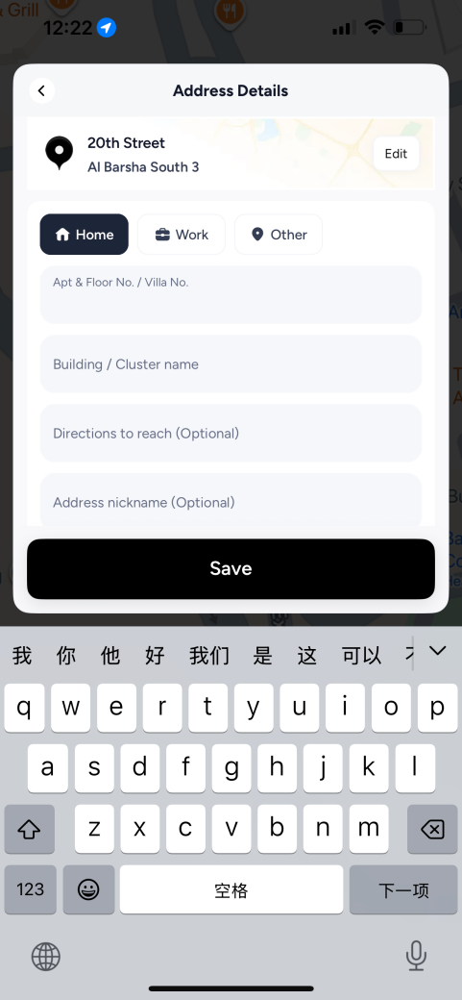 & Grill
12:22
Address Details
20th Street
Al Barsha South 3
Edit
Home
Work
Other
Apt & Floor No. / Villa No.
Building / Cluster name
Directions to reach (Optional)
Address nickname (Optional)
Save
我 你 他 好 我们 是 这 可以
q w e r t y u i o p
a s d f g h j k l
z x c v b n m
123 空格 下一项